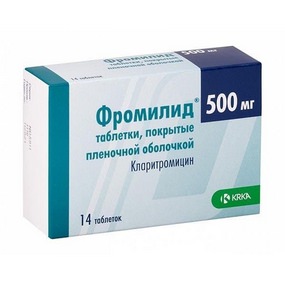 Фромилид® 500 мг
таблетки, покрытые
пленочной оболочкой
Кларитромицин
14 таблеток
KRKA